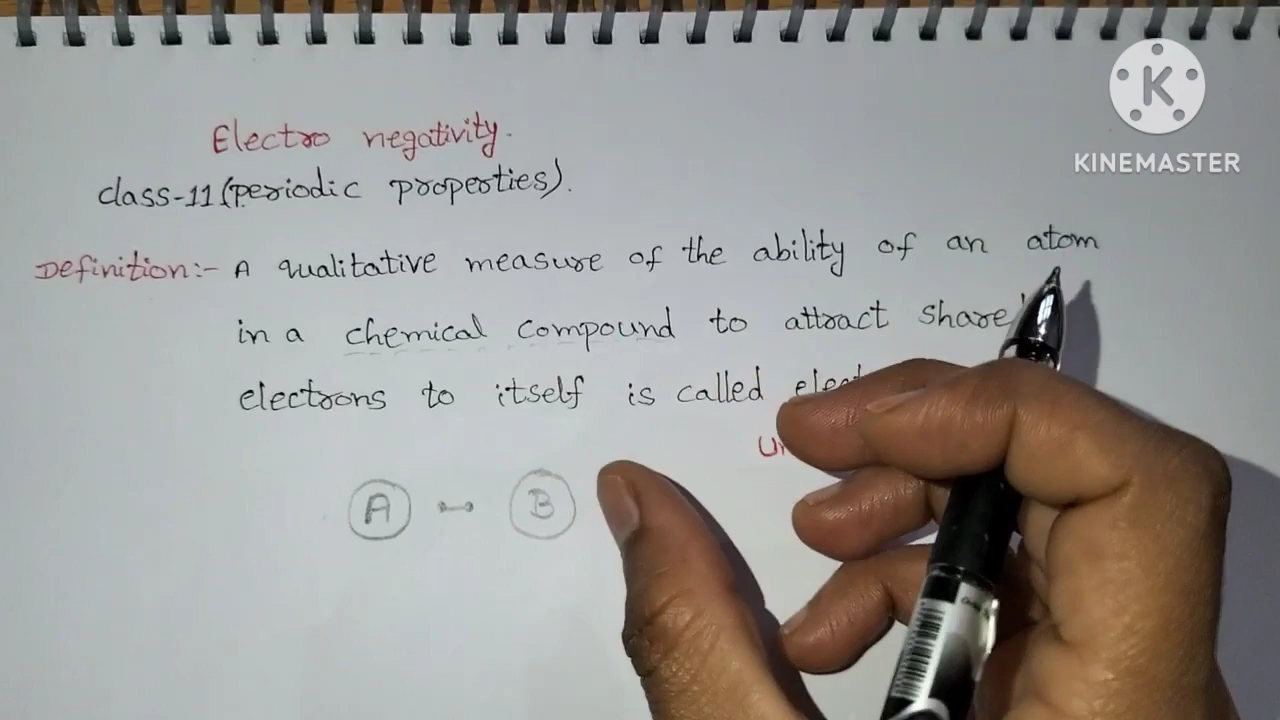 Electro negativity.
class-11 (periodic properties).
Definition:- A qualitative measure of the ability of an atom
in a chemical compound to attract
electrons to itself is called
A B
K
KINEMASTER